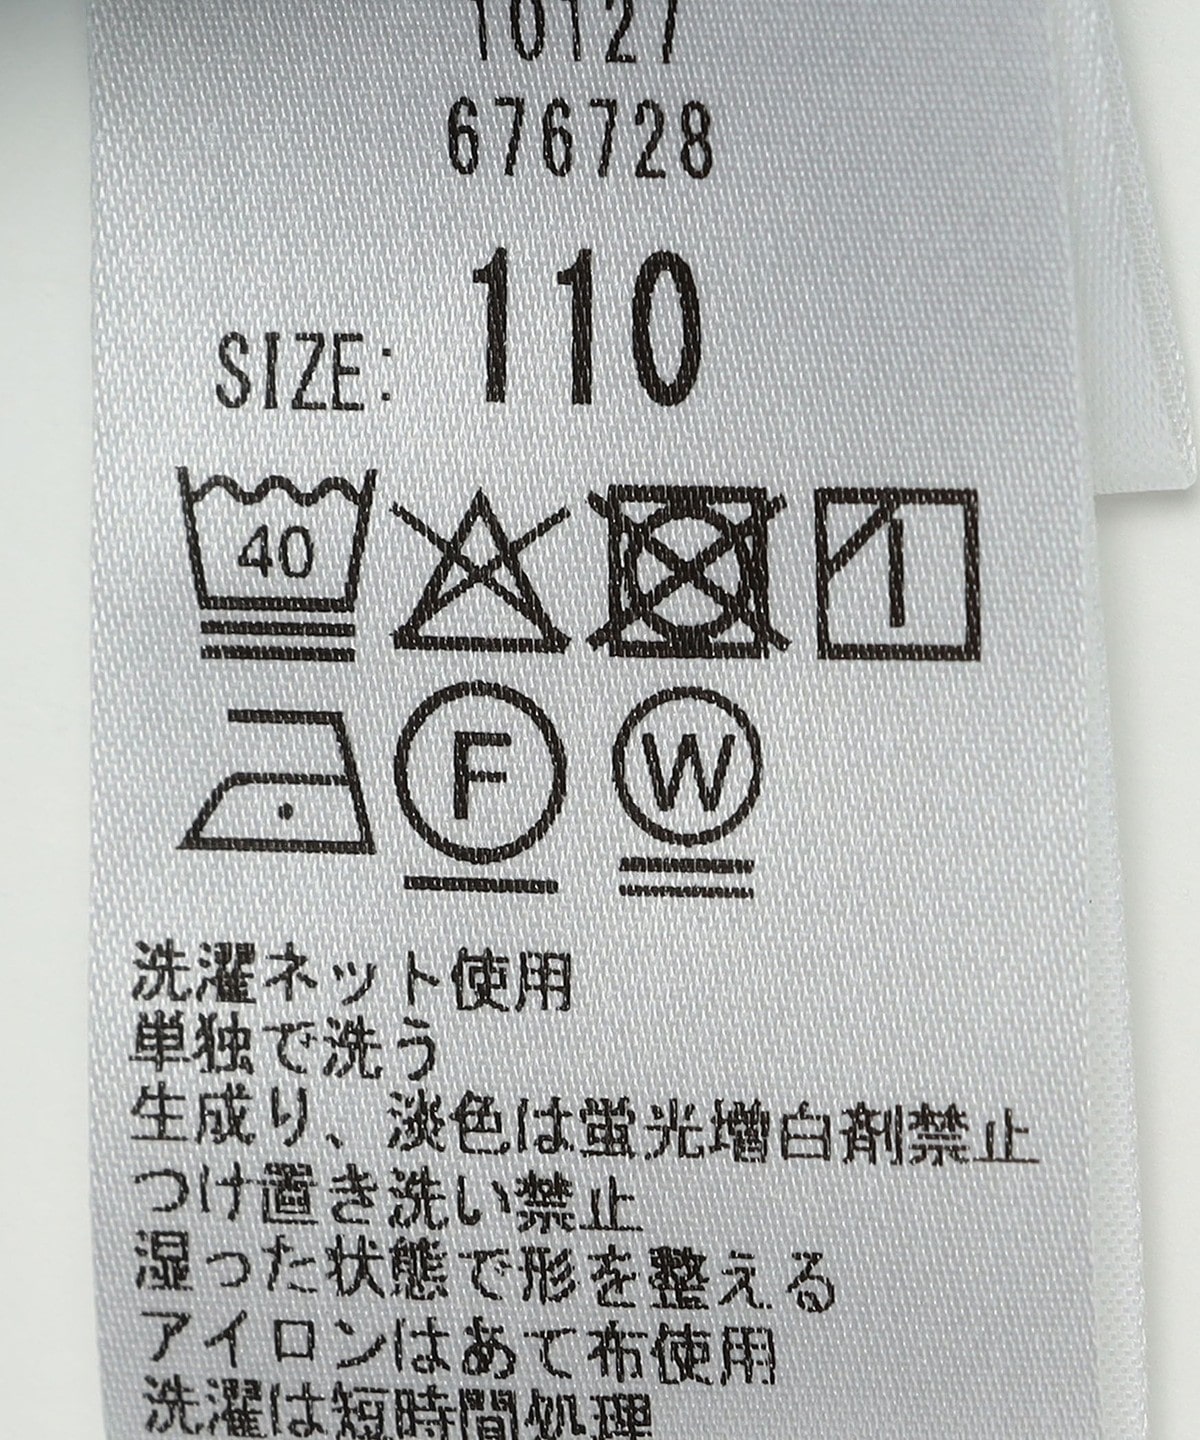 10127
676728
SIZE: 110
40
F W
洗濯ネット使用
単独で洗う
生成り、淡色は蛍光増白剤禁止
つけ置き洗い禁止
湿った状態で形を整える
アイロンはあて布使用
洗濯は短時間処理